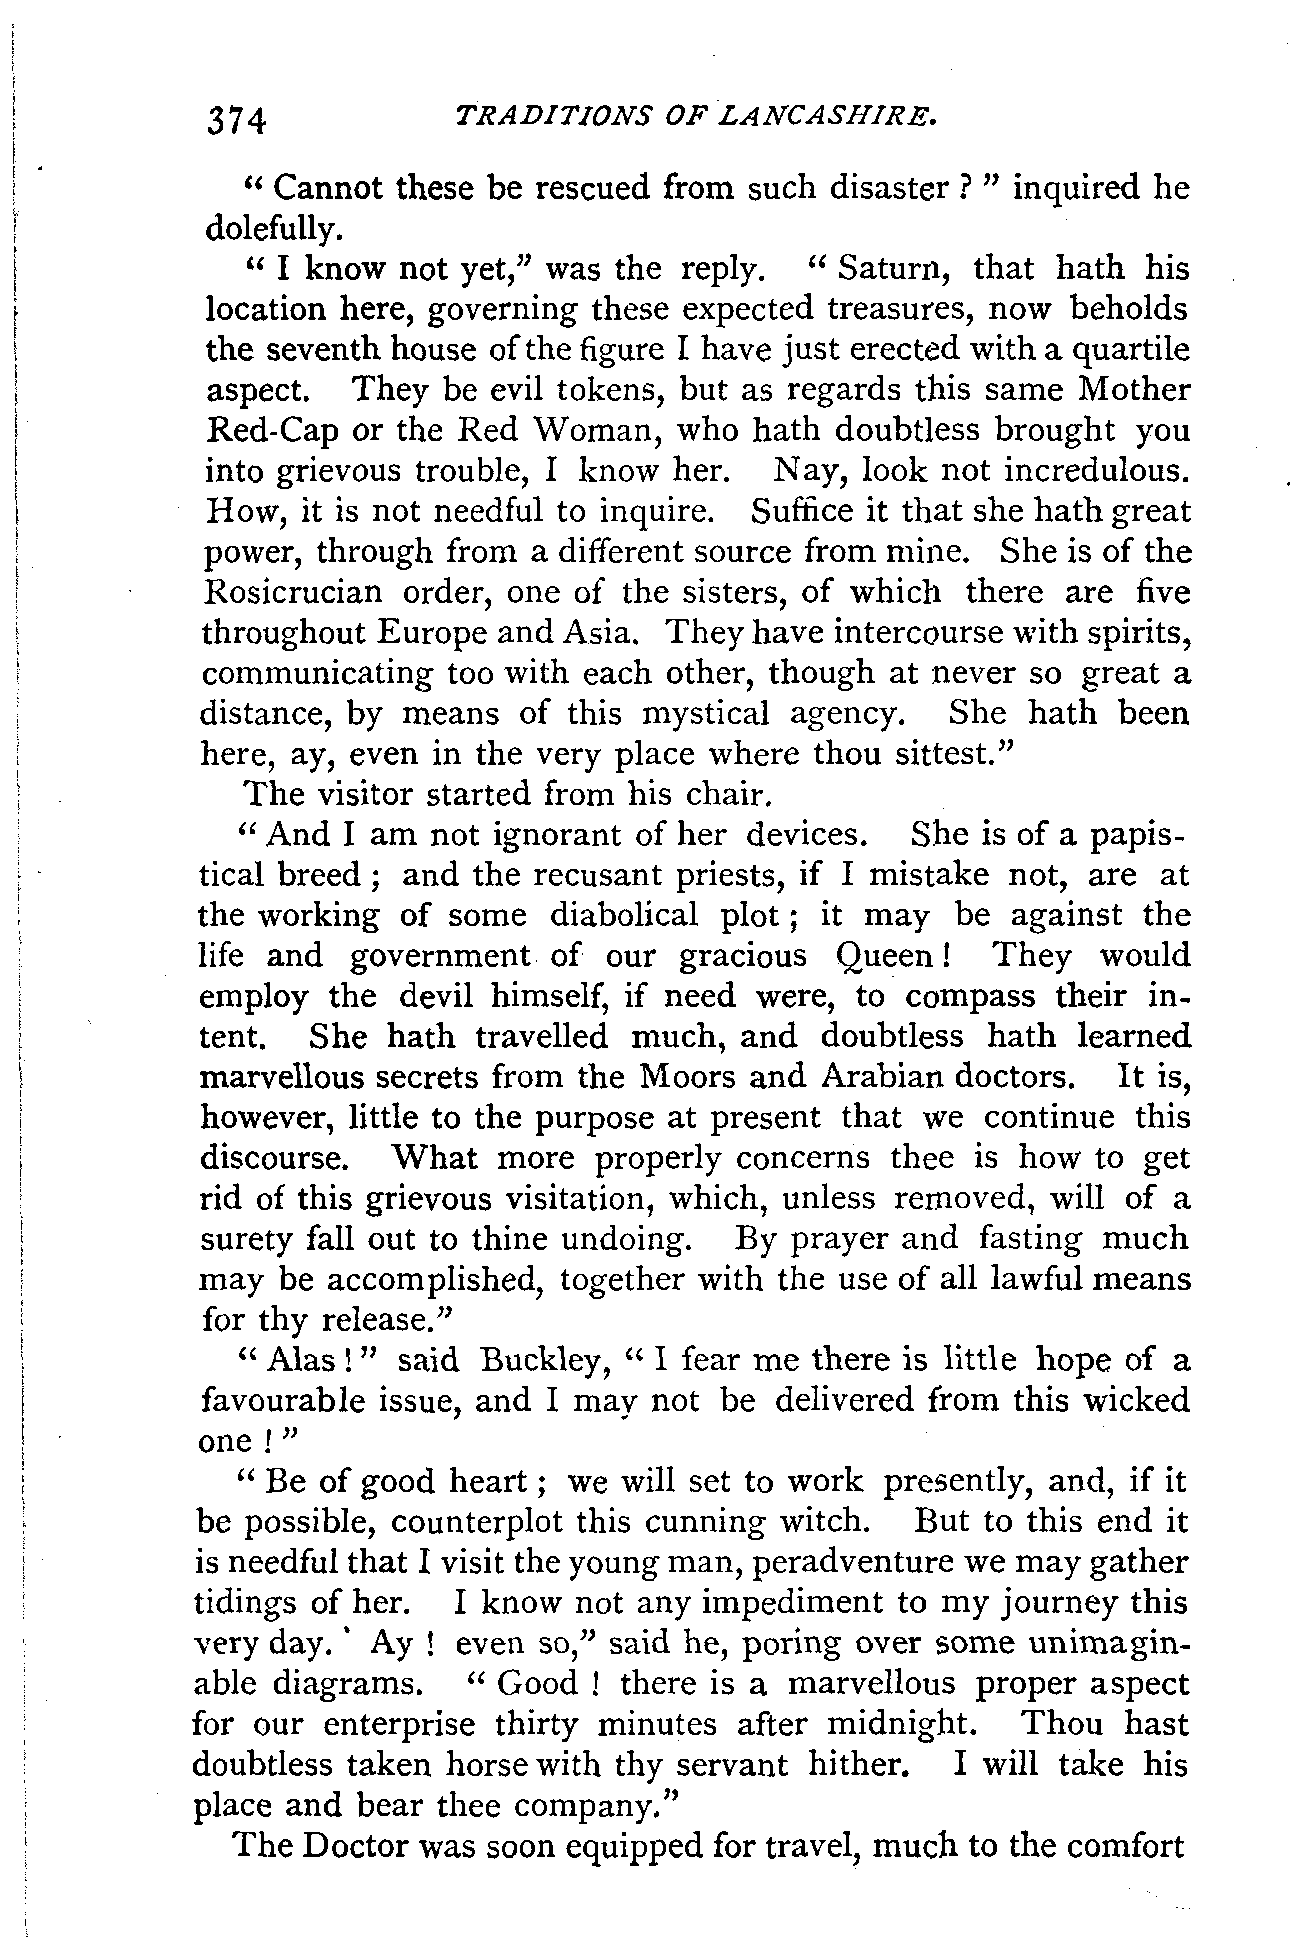 374 TRADITIONS OF LANCASHIRE.
“ Cannot these be rescued from such disaster ? ” inquired he
dolefully.
“ I know not yet,” was the reply. “ Saturn, that hath his
location here, governing these expected treasures, now beholds
the seventh house of the figure I have just erected with a quartile
aspect. They be evil tokens, but as regards this same Mother
Red-Cap or the Red Woman, who hath doubtless brought you
into grievous trouble, I know her. Nay, look not incredulous.
How, it is not needful to inquire. Suffice it that she hath great
power, through from a different source from mine. She is of the
Rosicrucian order, one of the sisters, of which there are five
throughout Europe and Asia. They have intercourse with spirits,
communicating too with each other, though at never so great a
distance, by means of this mystical agency. She hath been
here, ay, even in the very place where thou sittest.”
The visitor started from his chair.
“ And I am not ignorant of her devices. She is of a papis-
tical breed ; and the recusant priests, if I mistake not, are at
the working of some diabolical plot ; it may be against the
life and government of our gracious Queen ! They would
employ the devil himself, if need were, to compass their in-
tent. She hath travelled much, and doubtless hath learned
marvellous secrets from the Moors and Arabian doctors. It is,
however, little to the purpose at present that we continue this
discourse. What more properly concerns thee is how to get
rid of this grievous visitation, which, unless removed, will of a
surety fall out to thine undoing. By prayer and fasting much
may be accomplished, together with the use of all lawful means
for thy release.”
“ Alas ! ” said Buckley, “ I fear me there is little hope of a
favourable issue, and I may not be delivered from this wicked
one ! ”
“ Be of good heart ; we will set to work presently, and, if it
be possible, counterplot this cunning witch. But to this end it
is needful that I visit the young man, peradventure we may gather
tidings of her. I know not any impediment to my journey this
very day. ‘ Ay ! even so,” said he, poring over some unimagin-
able diagrams. “ Good ! there is a marvellous proper aspect
for our enterprise thirty minutes after midnight. Thou hast
doubtless taken horse with thy servant hither. I will take his
place and bear thee company.”
The Doctor was soon equipped for travel, much to the comfort